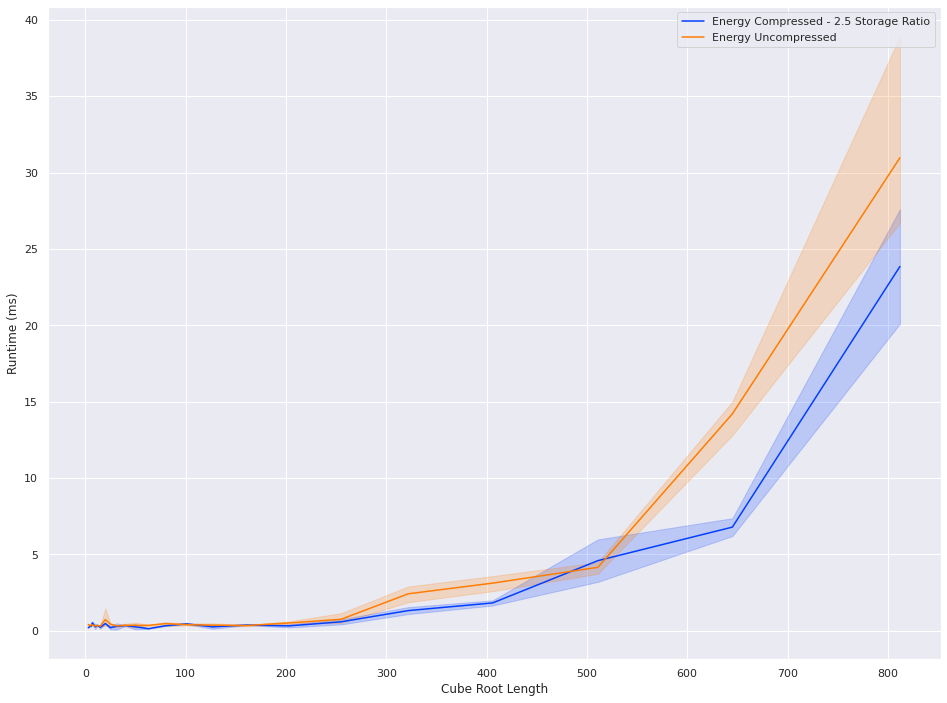 Energy Compressed - 2.5 Storage Ratio
Energy Uncompressed
40
35
30
25
20
15
10
5
0
Runtime (ms)
0 100 200 300 400 500 600 700 800
Cube Root Length